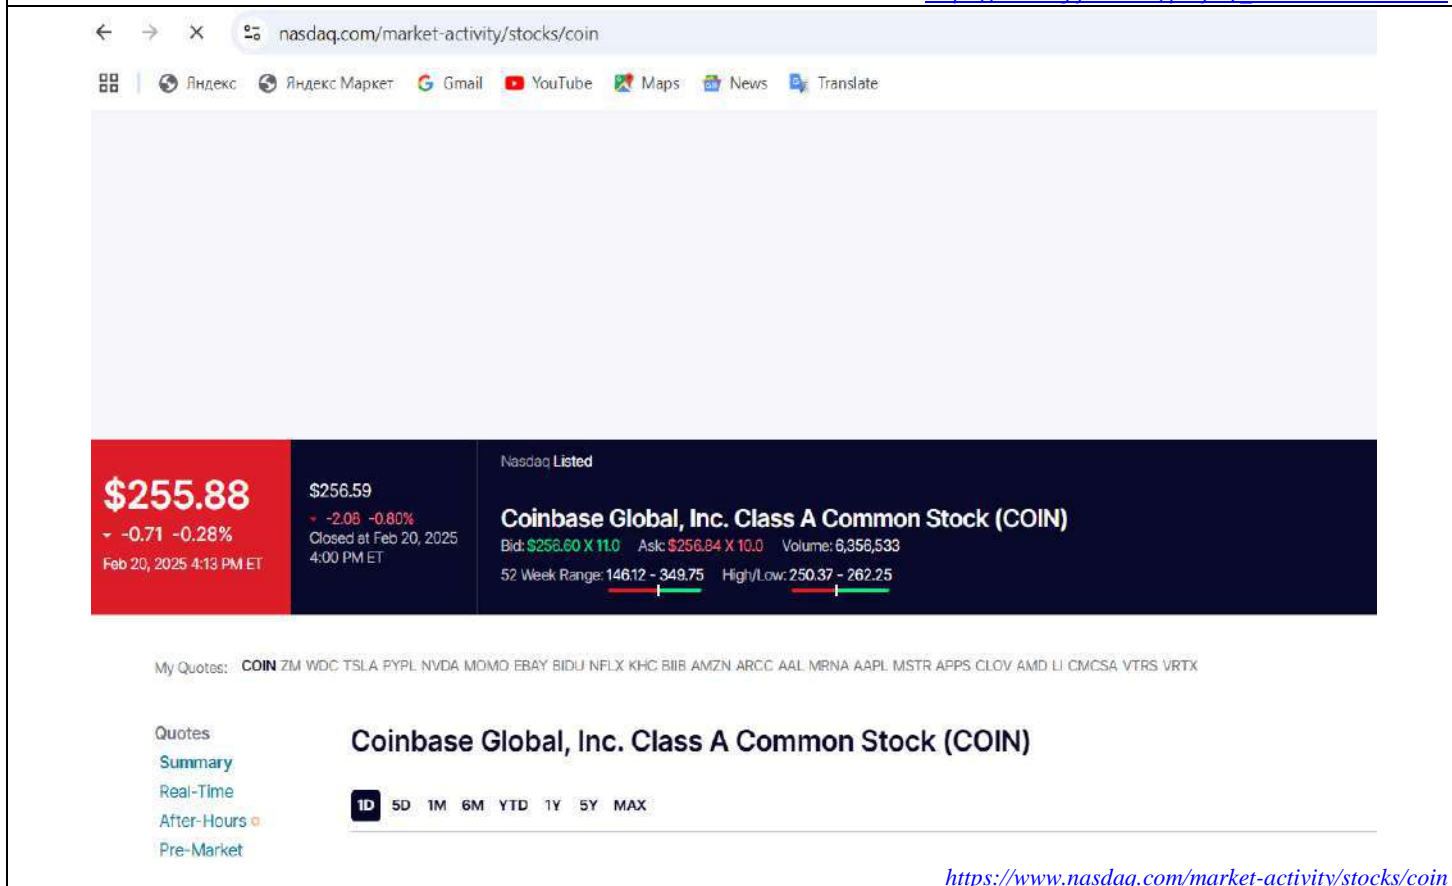 nasdaq.com/market-activity/stocks/coin
Яндекс Яндекс Маркет Gmail YouTube Maps News Translate
Nasdaq Listed
$255.88
-0.71 -0.28%
Feb 20, 2025 4:13 PM ET
$256.59
-2.08 -0.80%
Closed at Feb 20, 2025
4:00 PM ET
Coinbase Global, Inc. Class A Common Stock (COIN)
Bid: $256.60 X 11.0 Ask: $256.84 X 10.0 Volume: 6,356,533
52 Week Range: 146.12 - 349.75 High/Low: 250.37 - 262.25
My Quotes: COIN ZM WDC TSLA PYPL NVDA MOMO EBAY BIDU NFLX KHC BIIB AMZN ARCC AAL MRNA AAPL MSTR APPS CLOV AMD LI CMCSA VTRS VRTX
Quotes
Summary
Real-Time
After-Hours
Pre-Market
Coinbase Global, Inc. Class A Common Stock (COIN)
1D 5D 1M 6M YTD 1Y 5Y MAX
https://www.nasdaq.com/market-activity/stocks/coin